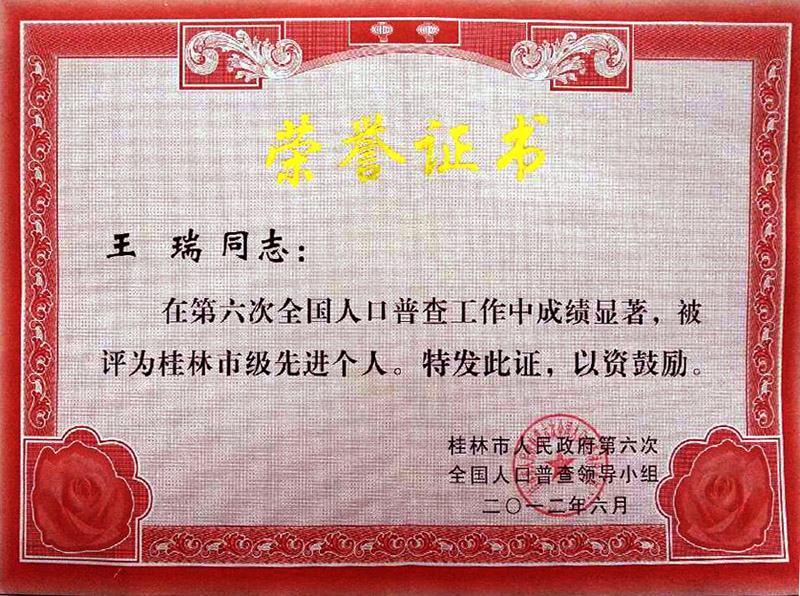 荣誉证书
王 瑞 同志：
在第六次全国人口普查工作中成绩显著，被
评为桂林市级先进个人。特发此证，以资鼓励。
桂林市人民政府第六次
全国人口普查领导小组
二〇一二年六月